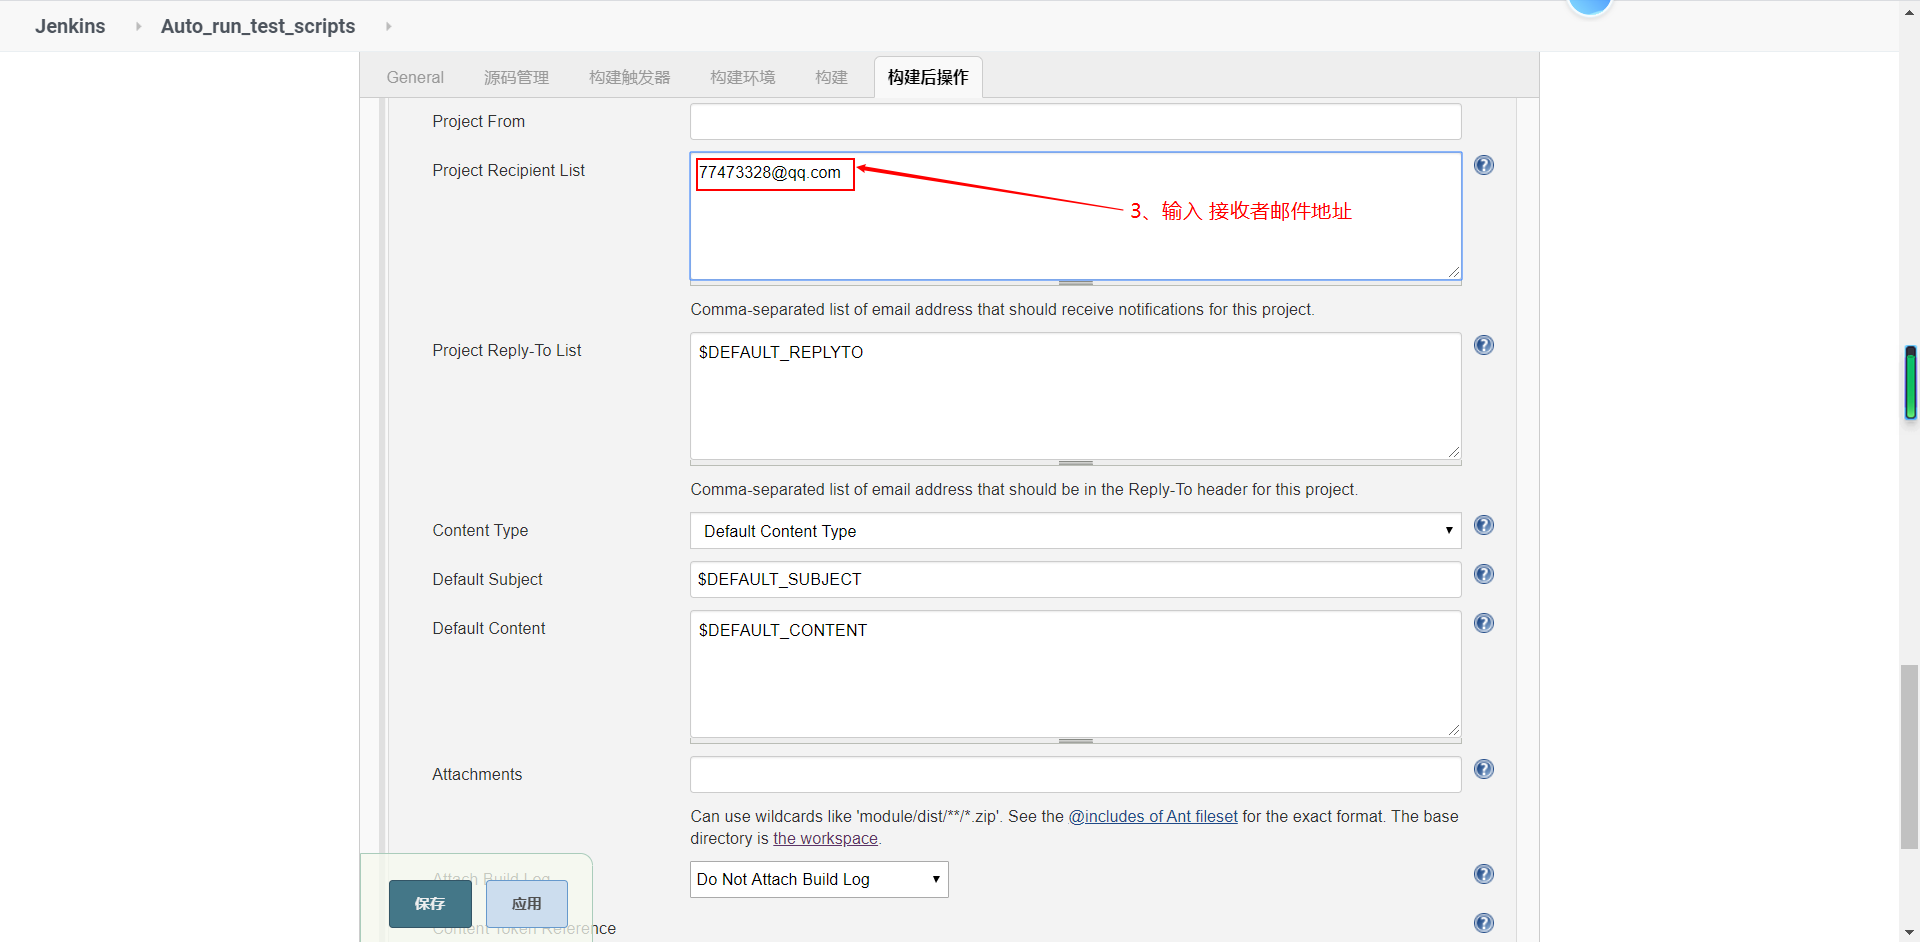 Jenkins Auto_run_test_scripts
General 源码管理 构建触发器 构建环境 构建 构建后操作
Project From
Project Recipient List
77473328@qq.com
3、输入 接收者邮件地址
Comma-separated list of email address that should receive notifications for this project.
Project Reply-To List
$DEFAULT_REPLYTO
Comma-separated list of email address that should be in the Reply-To header for this project.
Content Type
Default Content Type
Default Subject
$DEFAULT_SUBJECT
Default Content
$DEFAULT_CONTENT
Attachments
Can use wildcards like 'module/dist/**/*.zip'. See the @includes of Ant fileset for the exact format. The base
directory is the workspace.
Attach Build Log
Do Not Attach Build Log
保存 应用
Content Token Reference